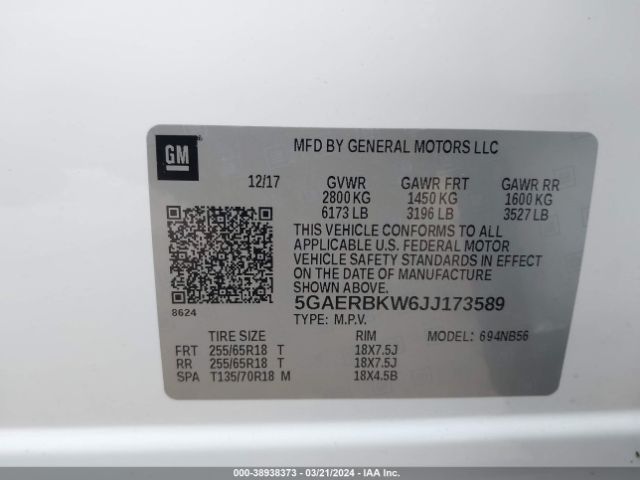 GM
MFD BY GENERAL MOTORS LLC
12/17 GVWR GAWR FRT GAWR RR
2800 KG 1450 KG 1600 KG
6173 LB 3196 LB 3527 LB
THIS VEHICLE CONFORMS TO ALL
APPLICABLE U.S. FEDERAL MOTOR
VEHICLE SAFETY STANDARDS IN EFFECT
ON THE DATE OF MANUFACTURE
SHOWN ABOVE.
5GAERBKW6JJ173589
8624
TYPE: M.P.V.
TIRE SIZE RIM MODEL: 694NB56
FRT 255/65R18 T 18X7.5J
RR 255/65R18 T 18X7.5J
SPA T135/70R18 M 18X4.5B
© - 38938373 - 03/21/2024 - IAA Inc.